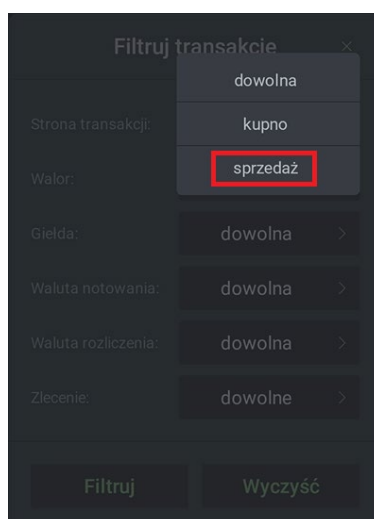 Filtruj transakcje
dowolna
Strona transakcji:
kupno
sprzedaż
Walor:
Giełda:
dowolna
Waluta notowania:
dowolna
Waluta rozliczenia:
dowolna
Zlecenie:
dowolne
Filtruj
Wyczyść